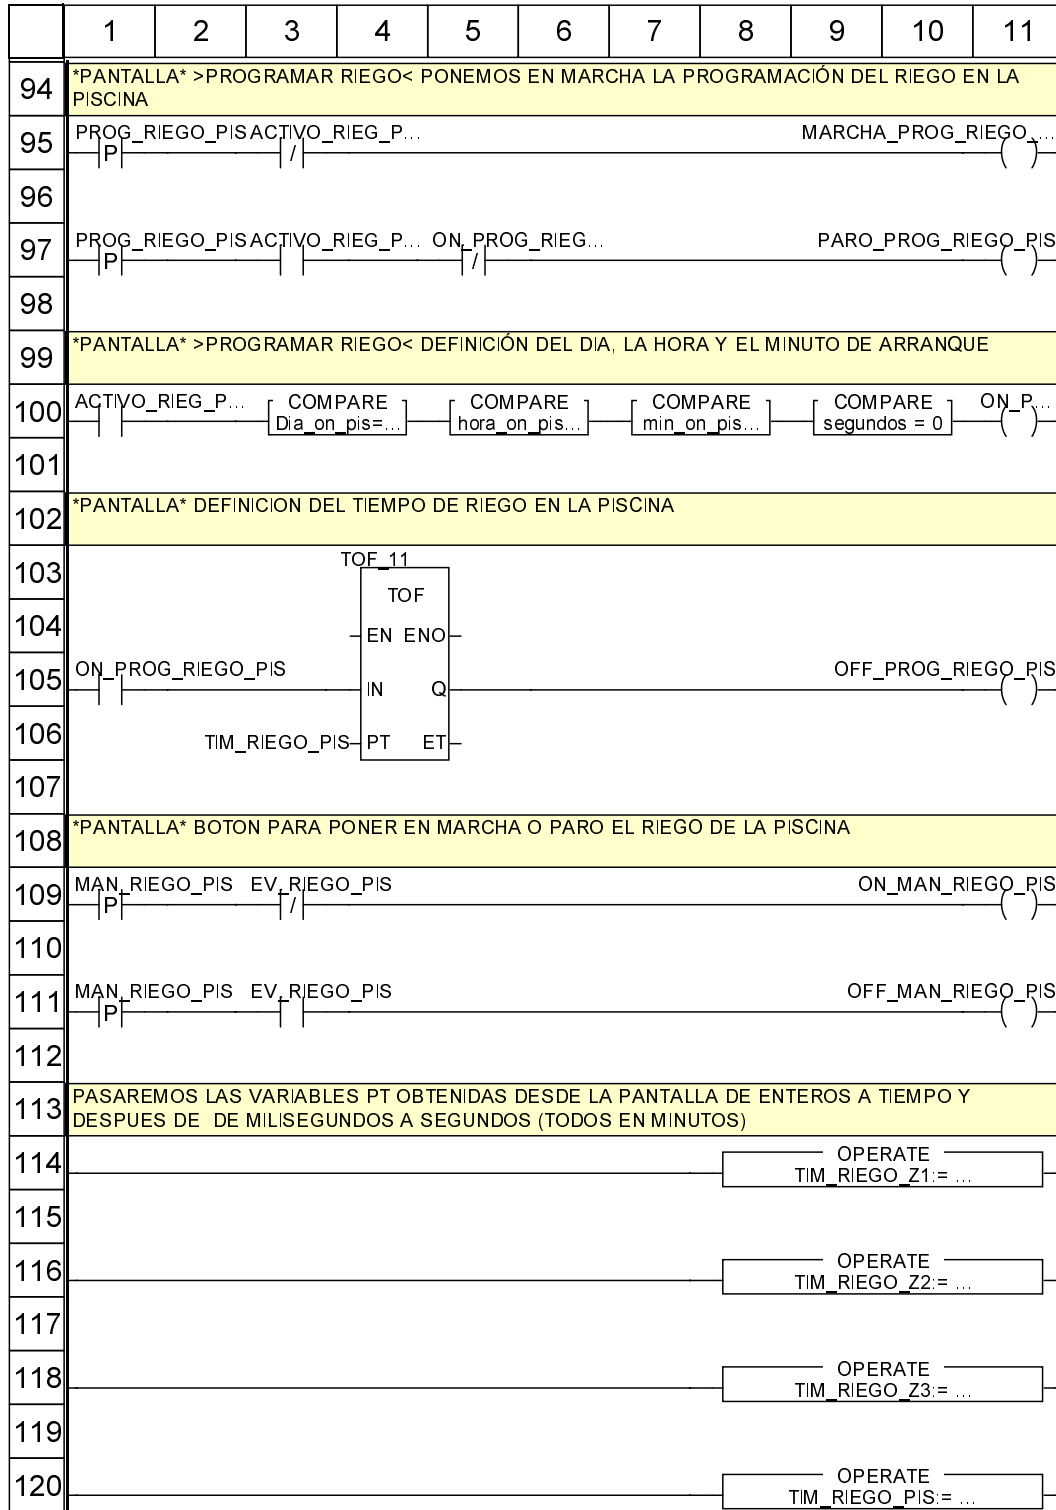 1 2 3 4 5 6 7 8 9 10 11
94 *PANTALLA* >PROGRAMAR RIEGO< PONEMOS EN MARCHA LA PROGRAMACIÓN DEL RIEGO EN LA
PISCINA
95 PROG_RIEGO_PIS ACTIVO_RIEG_P... MARCHA_PROG_RIEGO_...
P / ( )
96
97 PROG_RIEGO_PIS ACTIVO_RIEG_P... ON_PROG_RIEG... PARO_PROG_RIEGO_PIS
P / ( )
98
99 *PANTALLA* >PROGRAMAR RIEGO< DEFINICIÓN DEL DIA, LA HORA Y EL MINUTO DE ARRANQUE
100 ACTIVO_RIEG_P... COMPARE COMPARE COMPARE COMPARE ON_P...
Dia_on_pis=... hora_on_pis... min_on_pis... segundos = 0 ( )
101
102 *PANTALLA* DEFINICION DEL TIEMPO DE RIEGO EN LA PISCINA
103 TOF_11
TOF
104 EN ENO
105 ON_PROG_RIEGO_PIS OFF_PROG_RIEGO_PIS
IN Q ( )
106 TIM_RIEGO_PIS PT ET
107
108 *PANTALLA* BOTON PARA PONER EN MARCHA O PARO EL RIEGO DE LA PISCINA
109 MAN_RIEGO_PIS EV_RIEGO_PIS ON_MAN_RIEGO_PIS
P / ( )
110
111 MAN_RIEGO_PIS EV_RIEGO_PIS OFF_MAN_RIEGO_PIS
P ( )
112
113 PASAREMOS LAS VARIABLES PT OBTENIDAS DESDE LA PANTALLA DE ENTEROS A TIEMPO Y
DESPUES DE  DE MILISEGUNDOS A SEGUNDOS (TODOS EN MINUTOS)
114 OPERATE
TIM_RIEGO_Z1:= ...
115
116 OPERATE
TIM_RIEGO_Z2:= ...
117
118 OPERATE
TIM_RIEGO_Z3:= ...
119
120 OPERATE
TIM_RIEGO_PIS:= ...